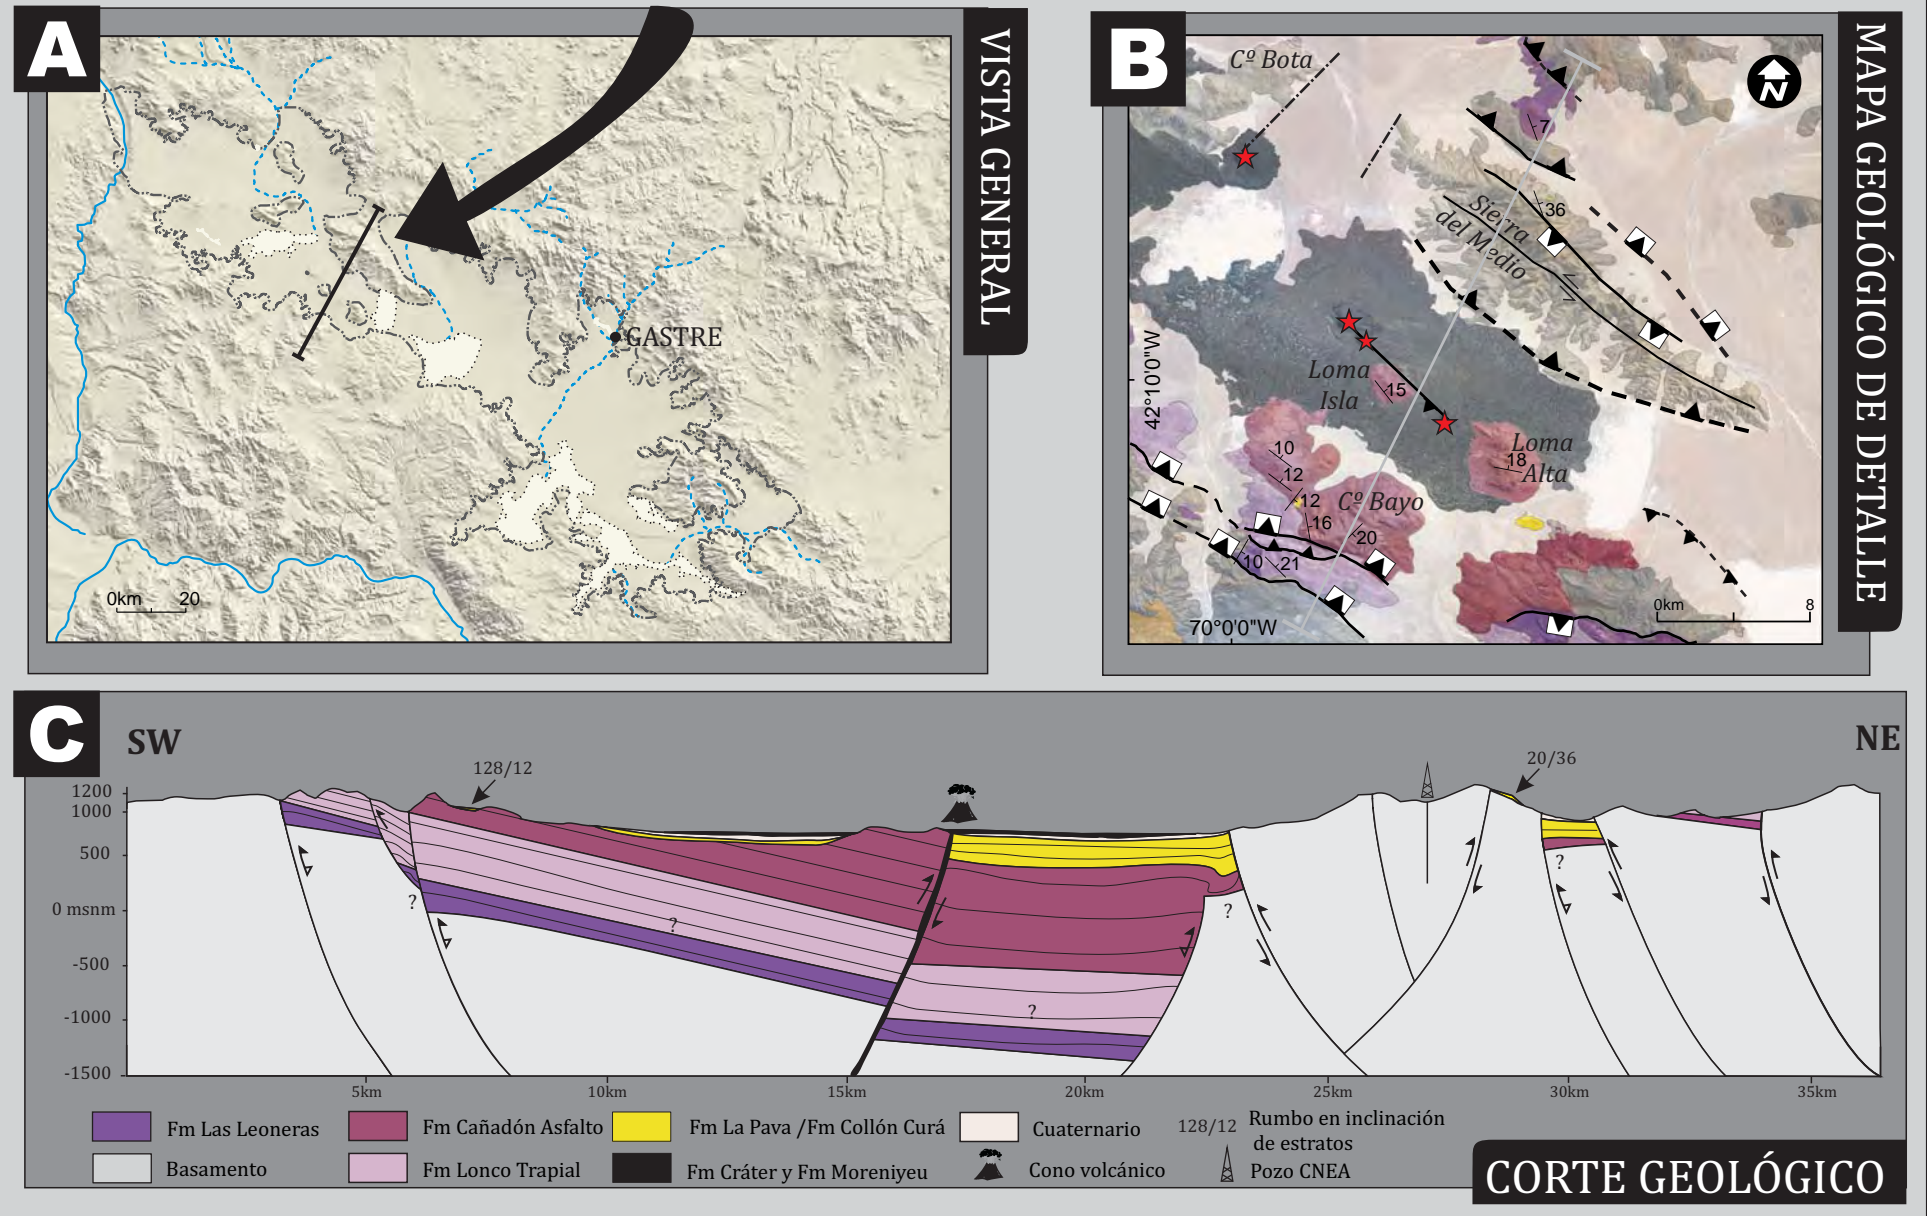 A
VISTA GENERAL
GASTRE
0km 20
B
MAPA GEOLÓGICO DE DETALLE
N
Cº Bota
7
36
Sierra
del Medio
Loma
Isla
15
Loma
Alta
18
10
12
12
16
Cº Bayo
20
10
21
42°10'0"W
70°0'0"W
0km 8
C
SW
NE
128/12
20/36
1200
1000
500
0 msnm
-500
-1000
-1500
?
?
?
?
?
5km
10km
15km
20km
25km
30km
35km
Fm Las Leoneras
Fm Cañadón Asfalto
Fm La Pava /Fm Collón Curá
Cuaternario
128/12 Rumbo en inclinación
de estratos
Basamento
Fm Lonco Trapial
Fm Cráter y Fm Moreniyeu
Cono volcánico
Pozo CNEA
CORTE GEOLÓGICO